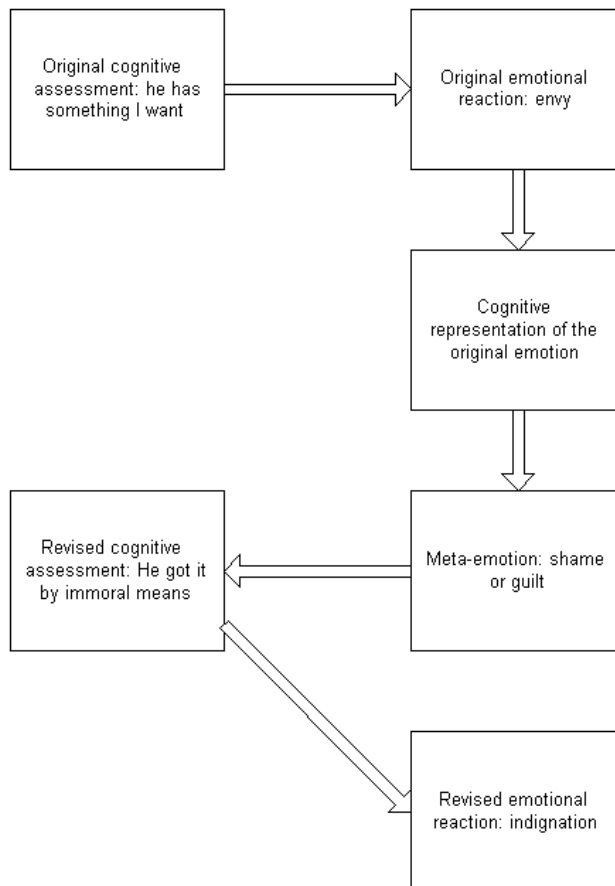 Original cognitive
assessment: he has
something I want
Original emotional
reaction: envy
Cognitive
representation of the
original emotion
Revised cognitive
assessment: He got it
by immoral means
Meta-emotion: shame
or guilt
Revised emotional
reaction: indignation